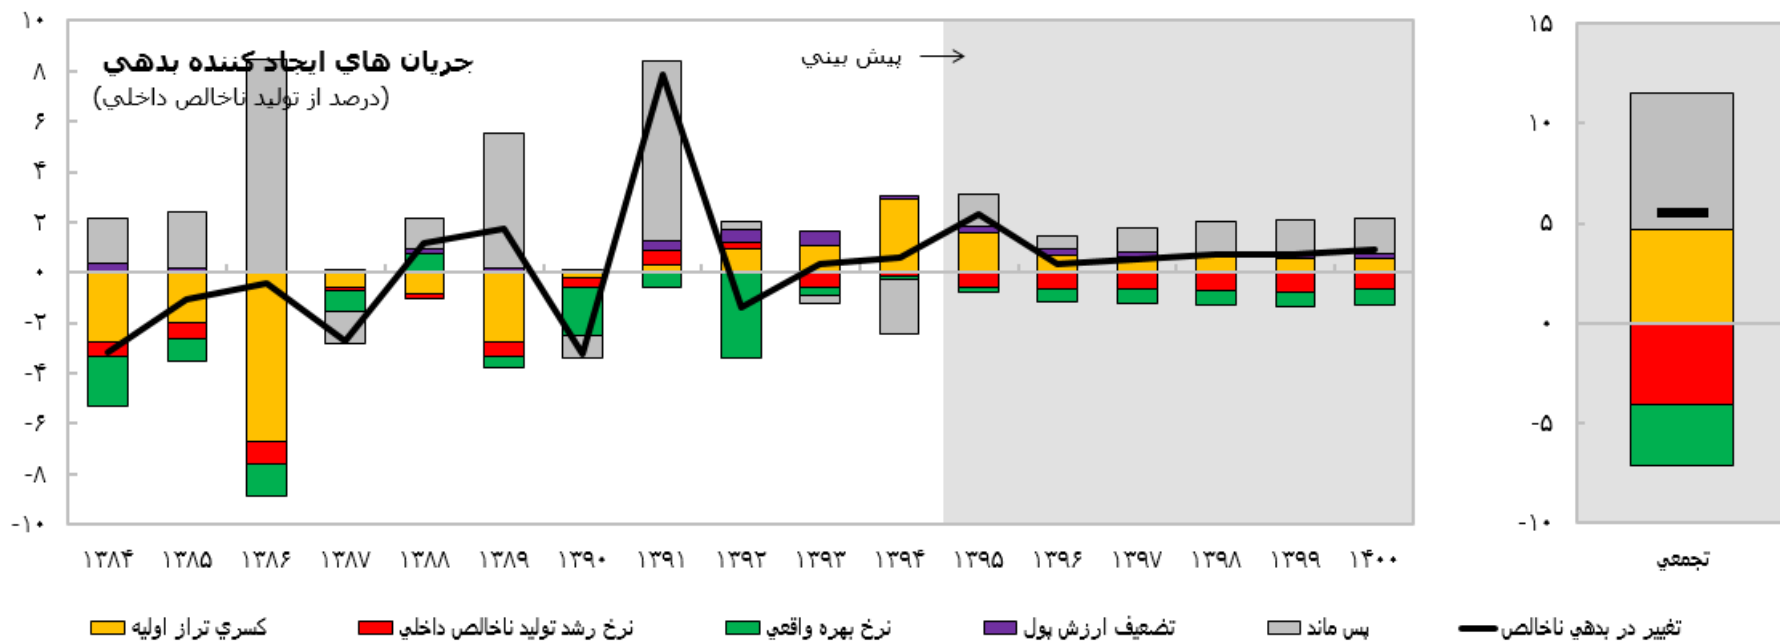 جريان هاي ايجاد كننده بدهي
(درصد از توليد ناخالص داخلي)
پيش بيني
۱۰
۸
۶
۴
۲
۰
-۲
-۴
-۶
-۸
-۱۰
۱۳۸۴ ۱۳۸۵ ۱۳۸۶ ۱۳۸۷ ۱۳۸۸ ۱۳۸۹ ۱۳۹۰ ۱۳۹۱ ۱۳۹۲ ۱۳۹۳ ۱۳۹۴ ۱۳۹۵ ۱۳۹۶ ۱۳۹۷ ۱۳۹۸ ۱۳۹۹ ۱۴۰۰
۱۵
۱۰
۵
۰
-۵
-۱۰
تجمعي
كسري تراز اوليه
نرخ رشد توليد ناخالص داخلي
نرخ بهره واقعي
تضعيف ارزش پول
پس ماند
تغيير در بدهي ناخالص